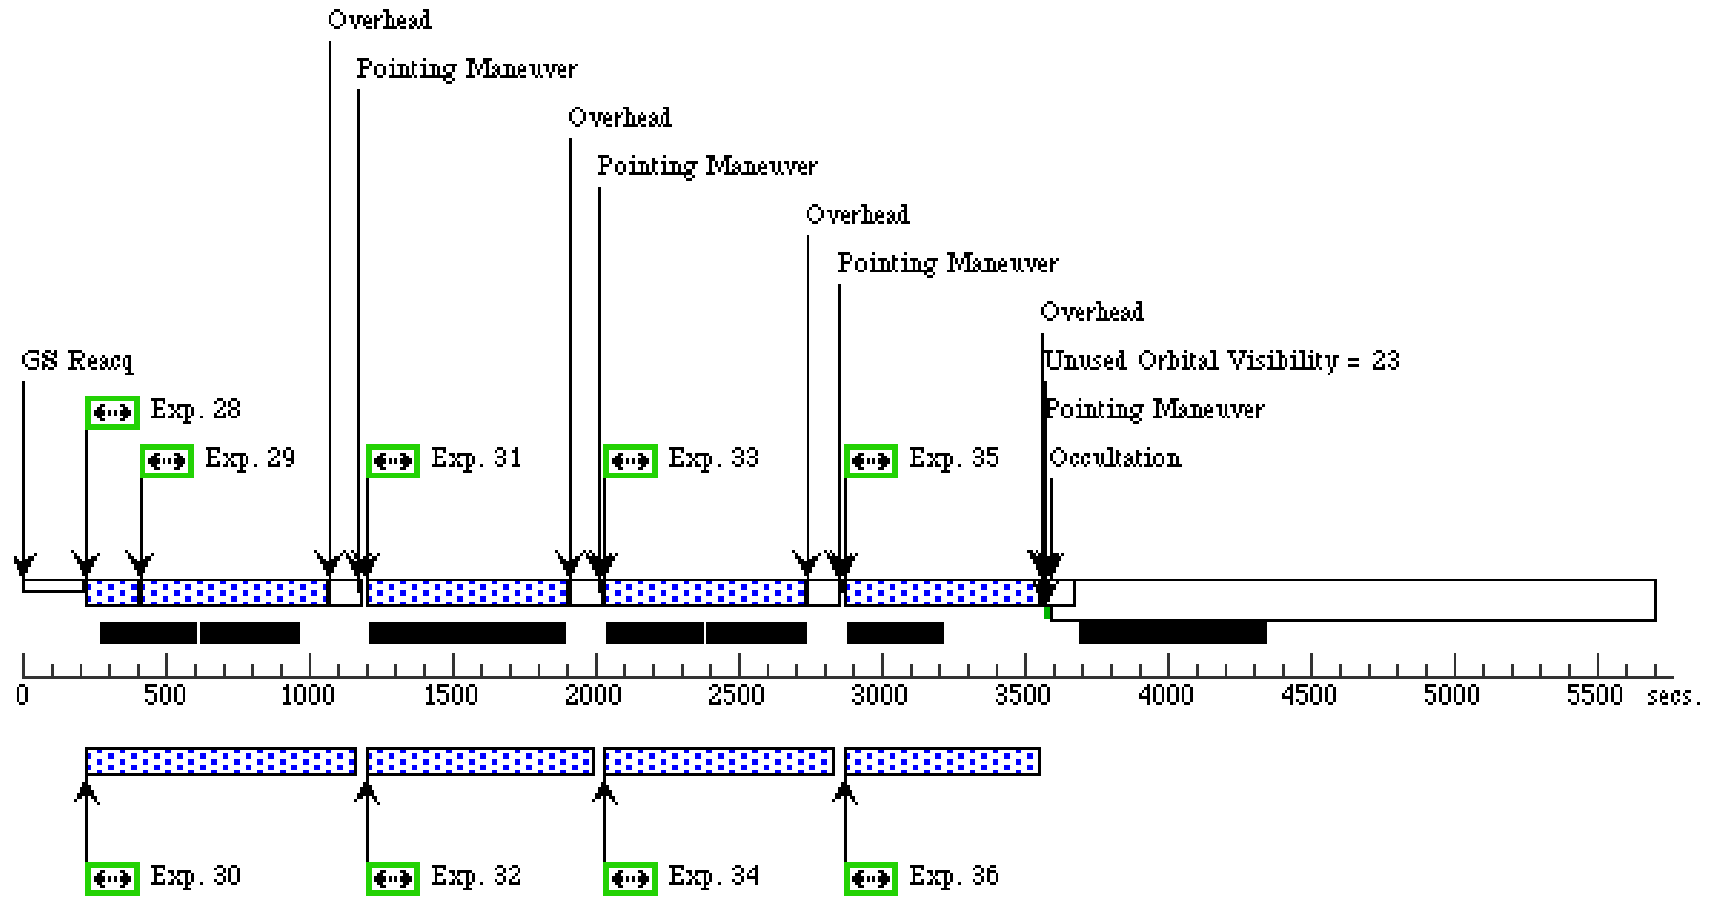 Overhead
Pointing Maneuver
Overhead
Pointing Maneuver
Overhead
Pointing Maneuver
Overhead
GS Reacq
Unused Orbital Visibility = 23
Exp. 28
Pointing Maneuver
Exp. 29
Exp. 31
Exp. 33
Exp. 35
Occultation
0 500 1000 1500 2000 2500 3000 3500 4000 4500 5000 5500 secs.
Exp. 30
Exp. 32
Exp. 34
Exp. 36